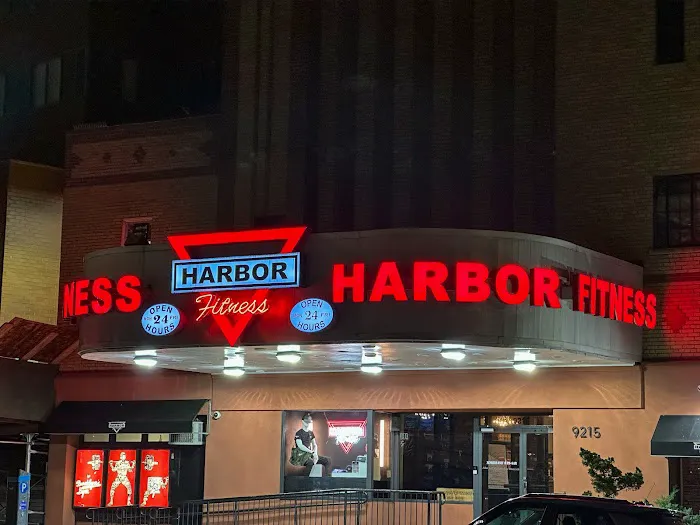 NESS
HARBOR
Fitness
OPEN
24
HOURS
OPEN
24
HOURS
HARBOR FITNESS
9215